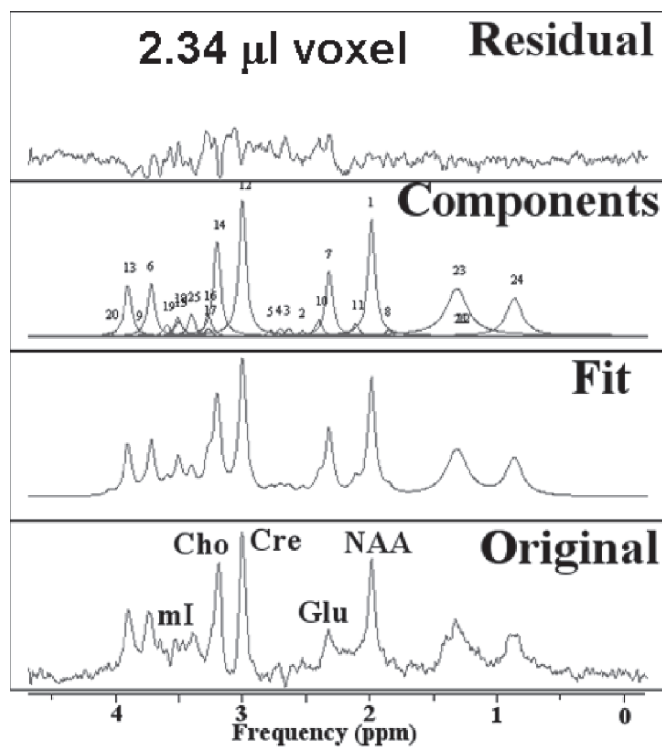 2.34 μl voxel
Residual
Components
12
1
14
7
13
6
23
24
20
9
19
25
16
17
5
4
3
2
10
11
8
Fit
Original
Cho
Cre
NAA
mI
Glu
4
3
2
1
0
Frequency (ppm)